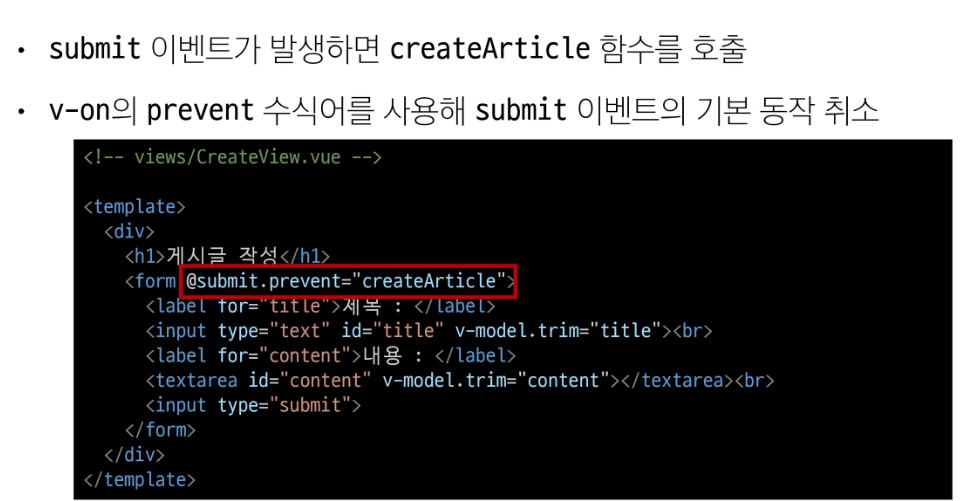 • submit 이벤트가 발생하면 createArticle 함수를 호출
• v-on의 prevent 수식어를 사용해 submit 이벤트의 기본 동작 취소
<!-- views/CreateView.vue -->
<template>
<div>
<h1>게시글 작성</h1>
<form @submit.prevent="createArticle">
<label for="title">제목 : </label>
<input type="text" id="title" v-model.trim="title"><br>
<label for="content">내용 : </label>
<textarea id="content" v-model.trim="content"></textarea><br>
<input type="submit">
</form>
</div>
</template>